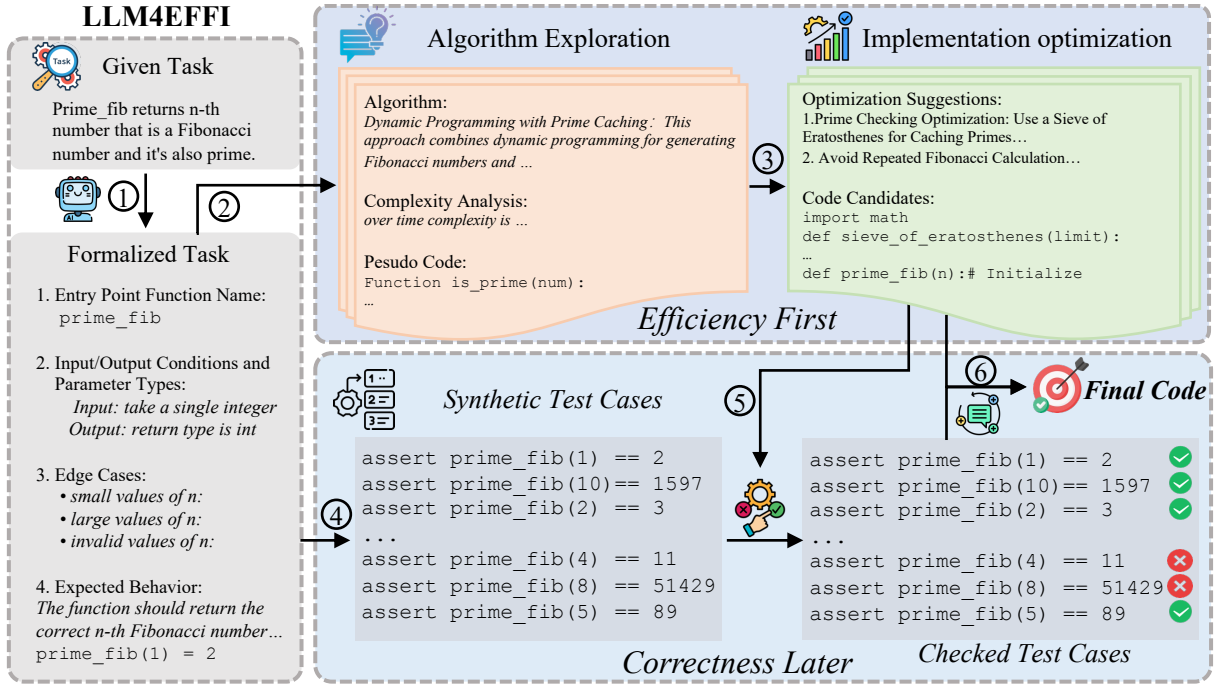 LLM4EFFI
Task
Given Task
Prime_fib returns n-th
number that is a Fibonacci
number and it's also prime.
AI
1
2
Formalized Task
1. Entry Point Function Name:
prime_fib
2. Input/Output Conditions and
Parameter Types:
Input: take a single integer
Output: return type is int
3. Edge Cases:
• small values of n:
• large values of n:
• invalid values of n:
4. Expected Behavior:
The function should return the
correct n-th Fibonacci number…
prime_fib(1) = 2
Algorithm Exploration
Algorithm:
Dynamic Programming with Prime Caching: This
approach combines dynamic programming for generating
Fibonacci numbers and …
Complexity Analysis:
over time complexity is …
Pesudo Code:
Function is_prime(num):
…
3
Implementation optimization
Optimization Suggestions:
1.Prime Checking Optimization: Use a Sieve of
Eratosthenes for Caching Primes…
2. Avoid Repeated Fibonacci Calculation…
Code Candidates:
import math
def sieve_of_eratosthenes(limit):
…
def prime_fib(n):# Initialize
Efficiency First
4
1
2
3
Synthetic Test Cases
assert prime_fib(1) == 2
assert prime_fib(10)== 1597
assert prime_fib(2) == 3
...
assert prime_fib(4) == 11
assert prime_fib(8) == 51429
assert prime_fib(5) == 89
5
6
Final Code
assert prime_fib(1) == 2
assert prime_fib(10)== 1597
assert prime_fib(2) == 3
...
assert prime_fib(4) == 11
assert prime_fib(8) == 51429
assert prime_fib(5) == 89
Checked Test Cases
Correctness Later